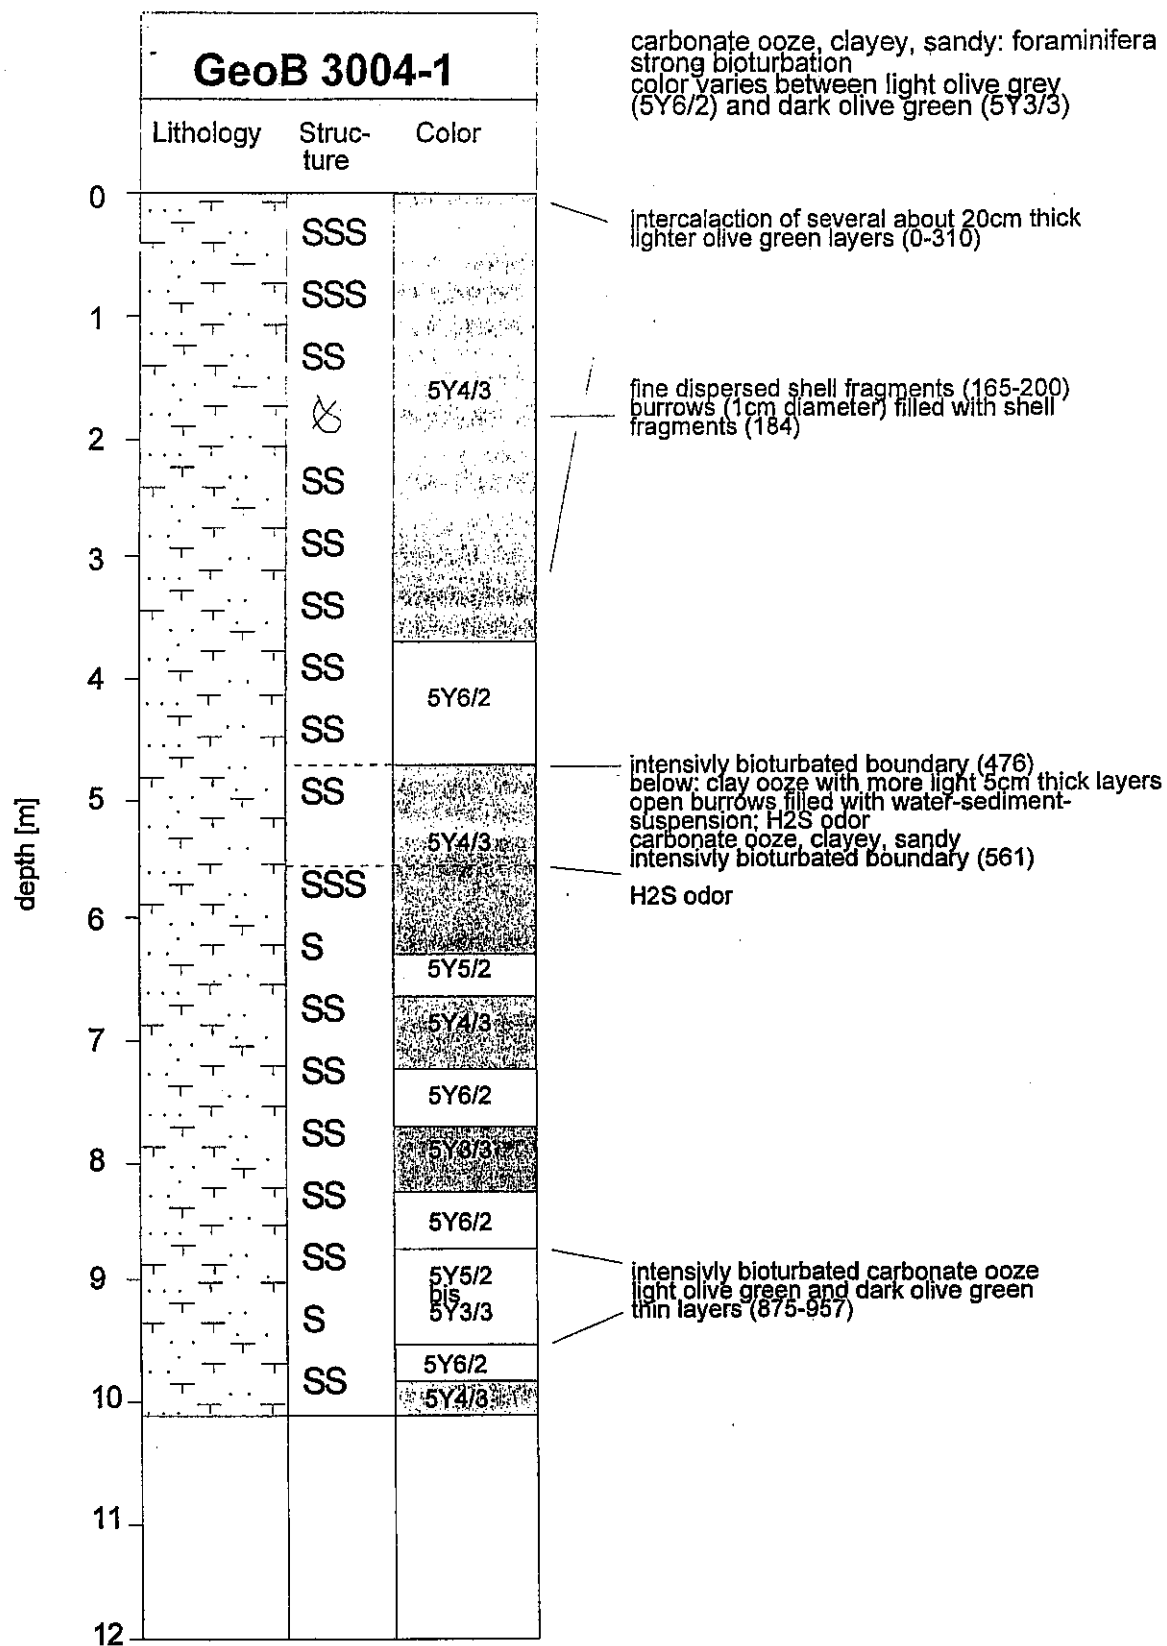 GeoB 3004-1
carbonate ooze, clayey, sandy: foraminifera
strong bioturbation
color varies between light olive grey
(5Y6/2) and dark olive green (5Y3/3)
Lithology
Struc-
ture
Color
depth [m]
0
1
2
3
4
5
6
7
8
9
10
11
12
SSS
SSS
SS
SS
SS
SS
SS
SS
SS
SSS
S
SS
SS
SS
SS
SS
S
SS
5Y4/3
5Y6/2
5Y4/3
5Y5/2
5Y4/3
5Y6/2
5Y3/3
5Y6/2
5Y5/2
bis
5Y3/3
5Y6/2
5Y4/3
intercalaction of several about 20cm thick
lighter olive green layers (0-310)
fine dispersed shell fragments (165-200)
burrows (1cm diameter) filled with shell
fragments (184)
intensivly bioturbated boundary (476)
below: clay ooze with more light 5cm thick layers
open burrows filled with water-sediment-
suspension; H2S odor
carbonate ooze, clayey, sandy
intensivly bioturbated boundary (561)
H2S odor
intensivly bioturbated carbonate ooze
light olive green and dark olive green
thin layers (875-957)